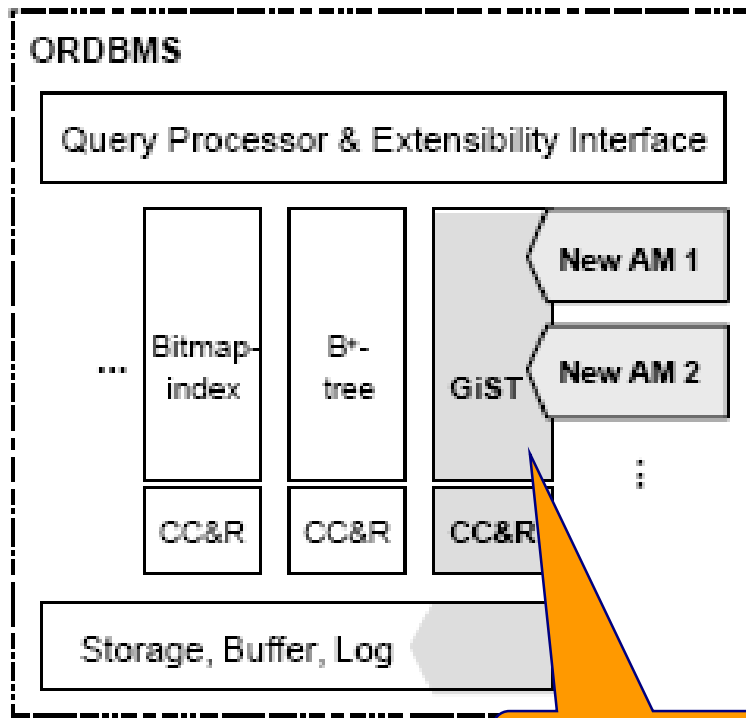 ORDBMS
Query Processor & Extensibility Interface
New AM 1
...
Bitmap-
index
B+-
tree
GiST
New AM 2
CC&R
CC&R
CC&R
Storage, Buffer, Log